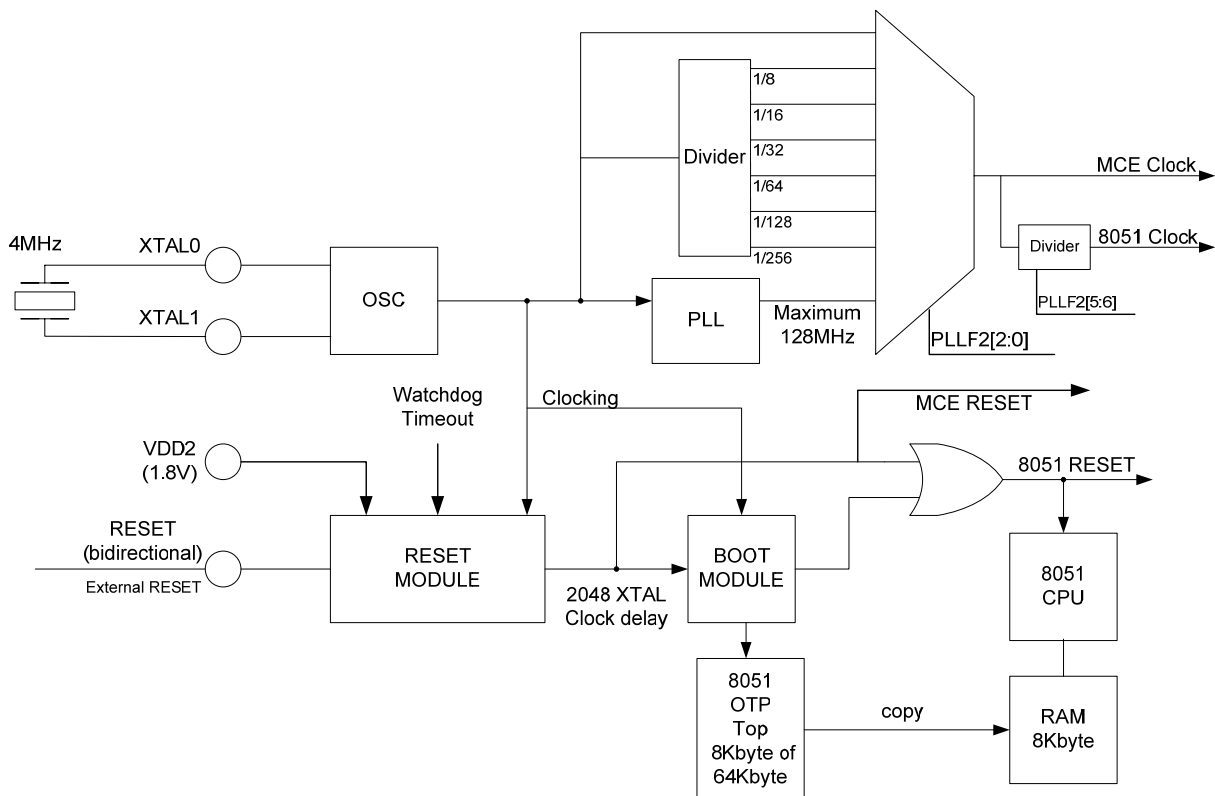 1/8
1/16
Divider
1/32
1/64
MCE Clock
1/128
4MHz
XTAL0
1/256
Divider
8051 Clock
OSC
XTAL1
PLL
Maximum
128MHz
PLLF2[5:6]
PLLF2[2:0]
Watchdog
Timeout
Clocking
MCE RESET
VDD2
(1.8V)
8051 RESET
RESET
(bidirectional)
External RESET
RESET
MODULE
2048 XTAL
Clock delay
BOOT
MODULE
8051
CPU
8051
OTP
Top
8Kbyte of
64Kbyte
copy
RAM
8Kbyte